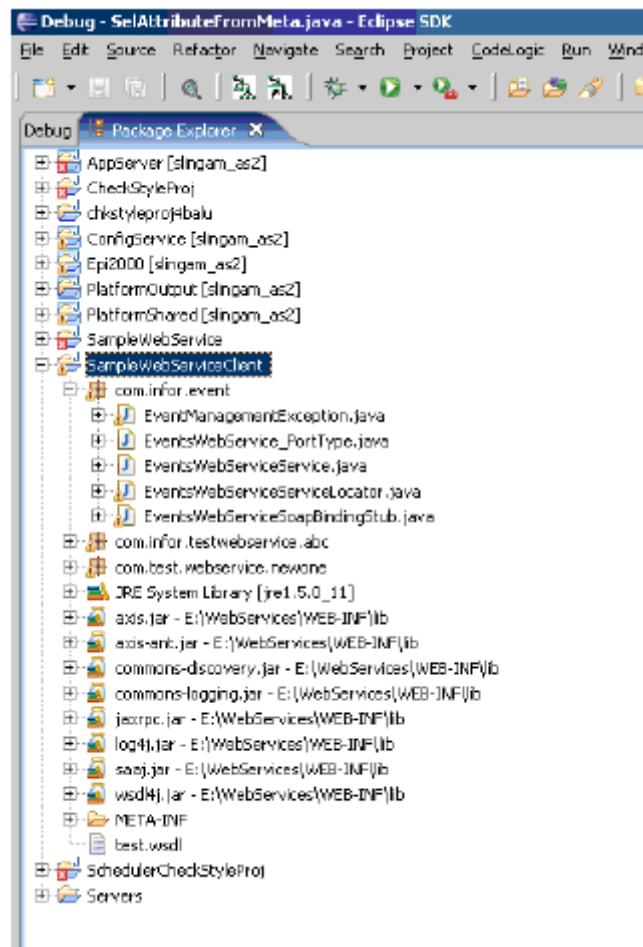 Debug - SelAttributeFromMeta.java - Eclipse SDK
File Edit Source Refactor Navigate Search Project CodeLogic Run Wind
Debug Package Explorer
AppServer [slingam_as2]
CheckStyleProj
chkstyleproj4balu
ConfigService [slingam_as2]
Epi2000 [slingam_as2]
PlatformOutput [slingam_as2]
PlatformShared [slingam_as2]
SampleWebService
SampleWebServiceClient
com.infor.event
EventManagementException.java
EventsWebService_PortType.java
EventsWebServiceService.java
EventsWebServiceServiceLocator.java
EventsWebServiceSoapBindingStub.java
com.infor.testwebservice.abc
com.test.webservice.newone
JRE System Library [jre1.5.0_11]
axis.jar - E:\WebServices\WEB-INF\lib
axis-ant.jar - E:\WebServices\WEB-INF\lib
commons-discovery.jar - E:\WebServices\WEB-INF\lib
commons-logging.jar - E:\WebServices\WEB-INF\lib
jaxrpc.jar - E:\WebServices\WEB-INF\lib
log4j.jar - E:\WebServices\WEB-INF\lib
saaj.jar - E:\WebServices\WEB-INF\lib
wsdl4j.jar - E:\WebServices\WEB-INF\lib
META-INF
test.wsdl
SchedulerCheckStyleProj
Servers